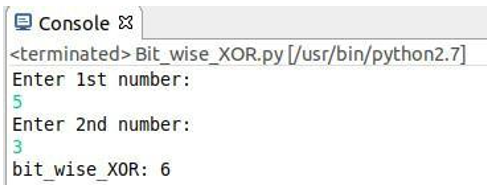 Console
<terminated> Bit_wise_XOR.py [/usr/bin/python2.7]
Enter 1st number:
5
Enter 2nd number:
3
bit_wise_XOR: 6